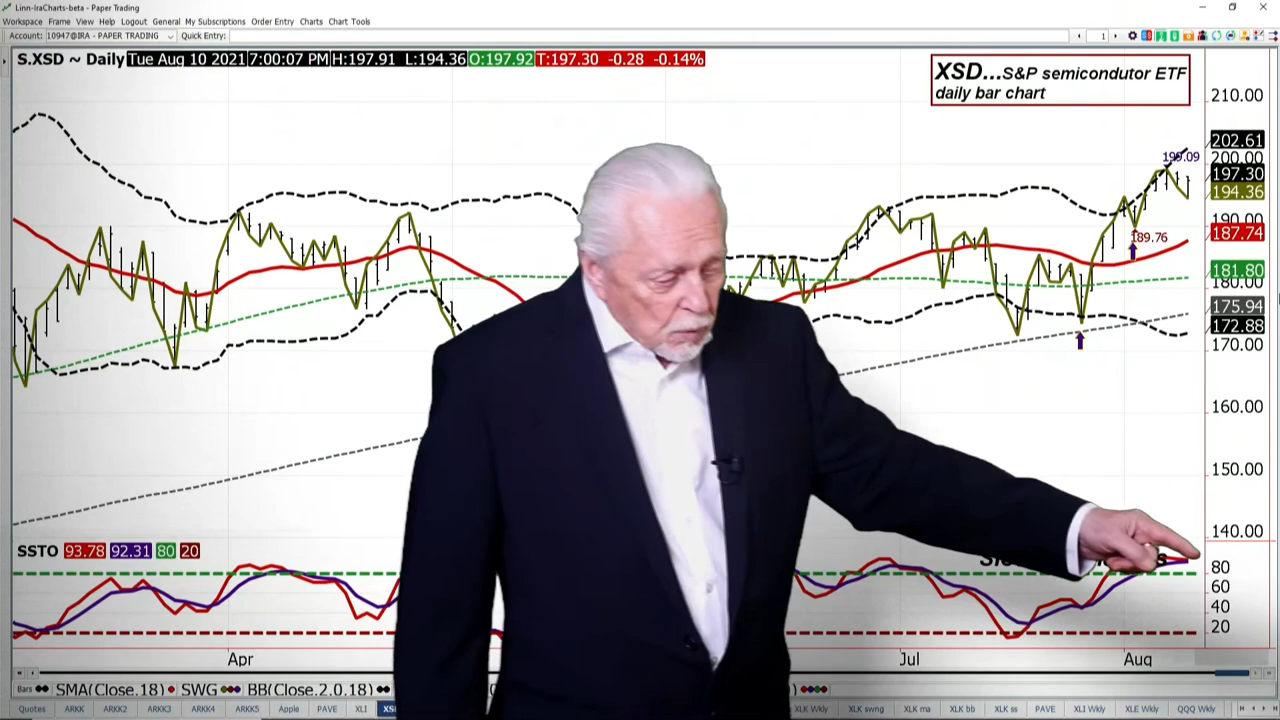 Linn-IraCharts-beta - Paper Trading
Workspace Frame View Help Logout General My Subscriptions Order Entry Charts Chart Tools
Account: 10947@IRA - PAPER TRADING Quick Entry: 1
S.XSD ~ Daily Tue Aug 10 2021 7:00:07 PM H:197.91 L:194.36 O:197.92 T:197.30 -0.28 -0.14%
XSD...S&P semicondutor ETF
daily bar chart
210.00
202.61
199.09
200.00
197.30
194.36
190.00
189.76
187.74
181.80
180.00
175.94
172.88
170.00
160.00
150.00
140.00
SSTO 93.78 92.31 80 20
80
60
40
20
Apr Jul Aug
Bars SMA(Close.18) SWG BB(Close.2.0.18)
Quotes ARKK ARKK2 ARKK3 ARKK4 ARKK5 Apple PAVE XLI XLK Wkly XLK swng XLK ma XLK bb XLK ss PAVE XLI Wkly XLE Wkly QQQ Wkly